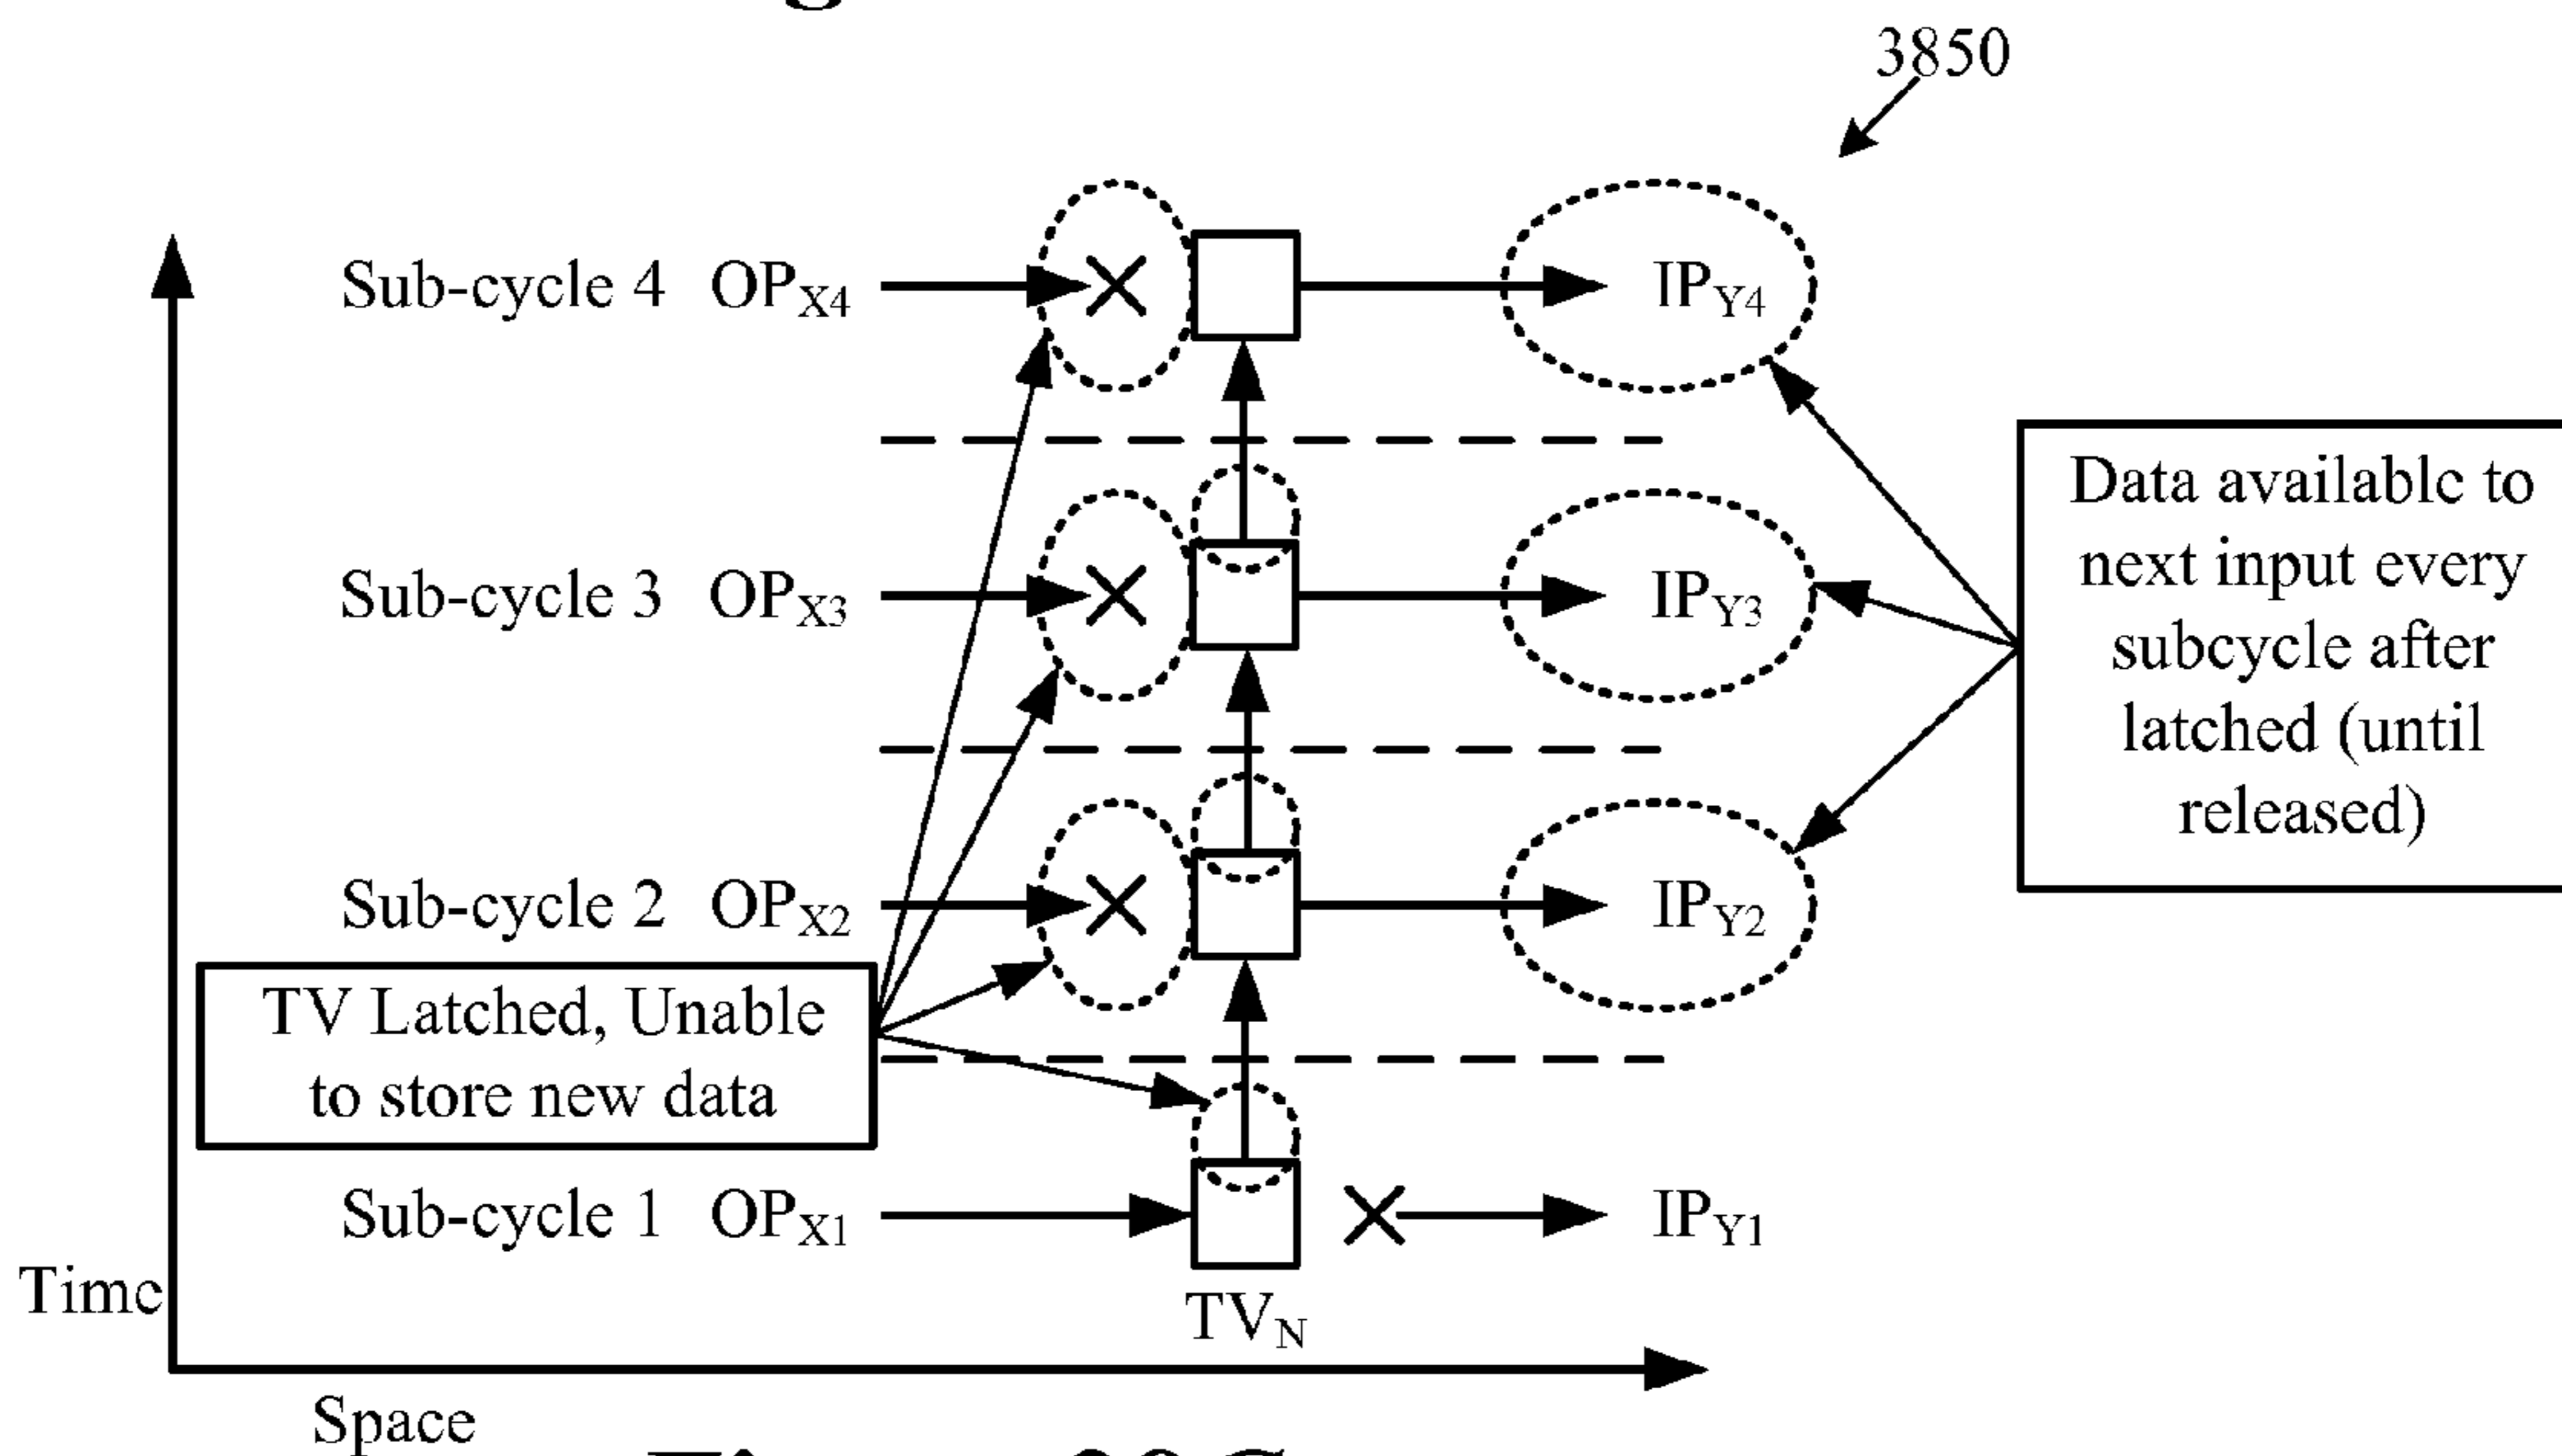 3850
Sub-cycle 4 OPX4 IPY4
Sub-cycle 3 OPX3 IPY3
Data available to
next input every
subcycle after
latched (until
released)
Sub-cycle 2 OPX2 IPY2
TV Latched, Unable
to store new data
Sub-cycle 1 OPX1 IPY1
Time
TVN
Space